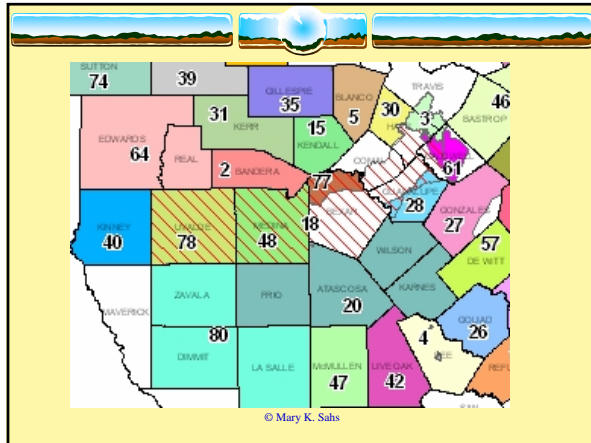 SUTTON
74
39
GILLESPIE
35
BLANCO
5
TRAVIS
30
3
46
BASTROP
31
KERR
15
KENDALL
EDWARDS
64
REAL
2
BANDERA
COMAL
61
77
GUADALUPE
28
GONZALES
27
BEXAR
18
KINNEY
40
UVALDE
78
MEDINA
48
WILSON
57
DE WITT
MAVERICK
ZAVALA
FRIO
ATASCOSA
20
KARNES
GOLIAD
26
80
DIMMIT
LA SALLE
McMULLEN
47
LIVE OAK
42
4
© Mary K. Sahs